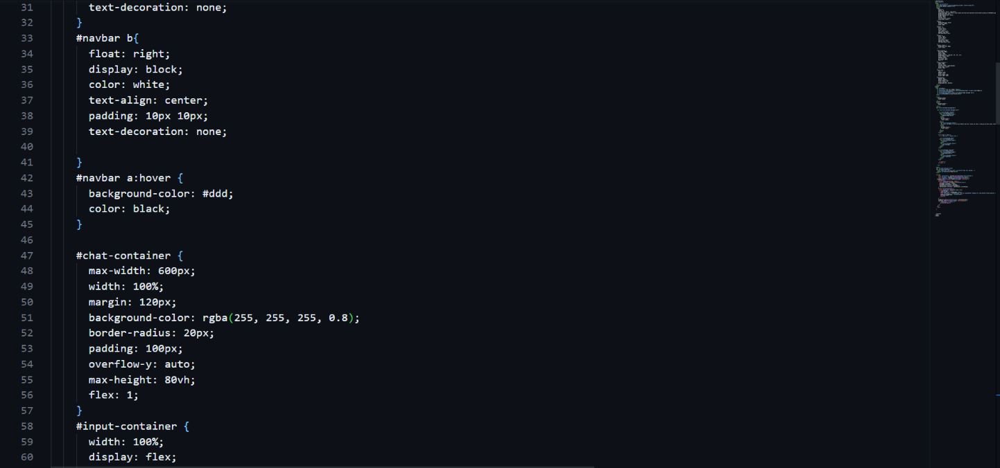 31 text-decoration: none;
32 }
33 #navbar b{
34 float: right;
35 display: block;
36 color: white;
37 text-align: center;
38 padding: 10px 10px;
39 text-decoration: none;
40
41 }
42 #navbar a:hover {
43 background-color: #ddd;
44 color: black;
45 }
46
47 #chat-container {
48 max-width: 600px;
49 width: 100%;
50 margin: 120px;
51 background-color: rgba(255, 255, 255, 0.8);
52 border-radius: 20px;
53 padding: 100px;
54 overflow-y: auto;
55 max-height: 80vh;
56 flex: 1;
57 }
58 #input-container {
59 width: 100%;
60 display: flex;